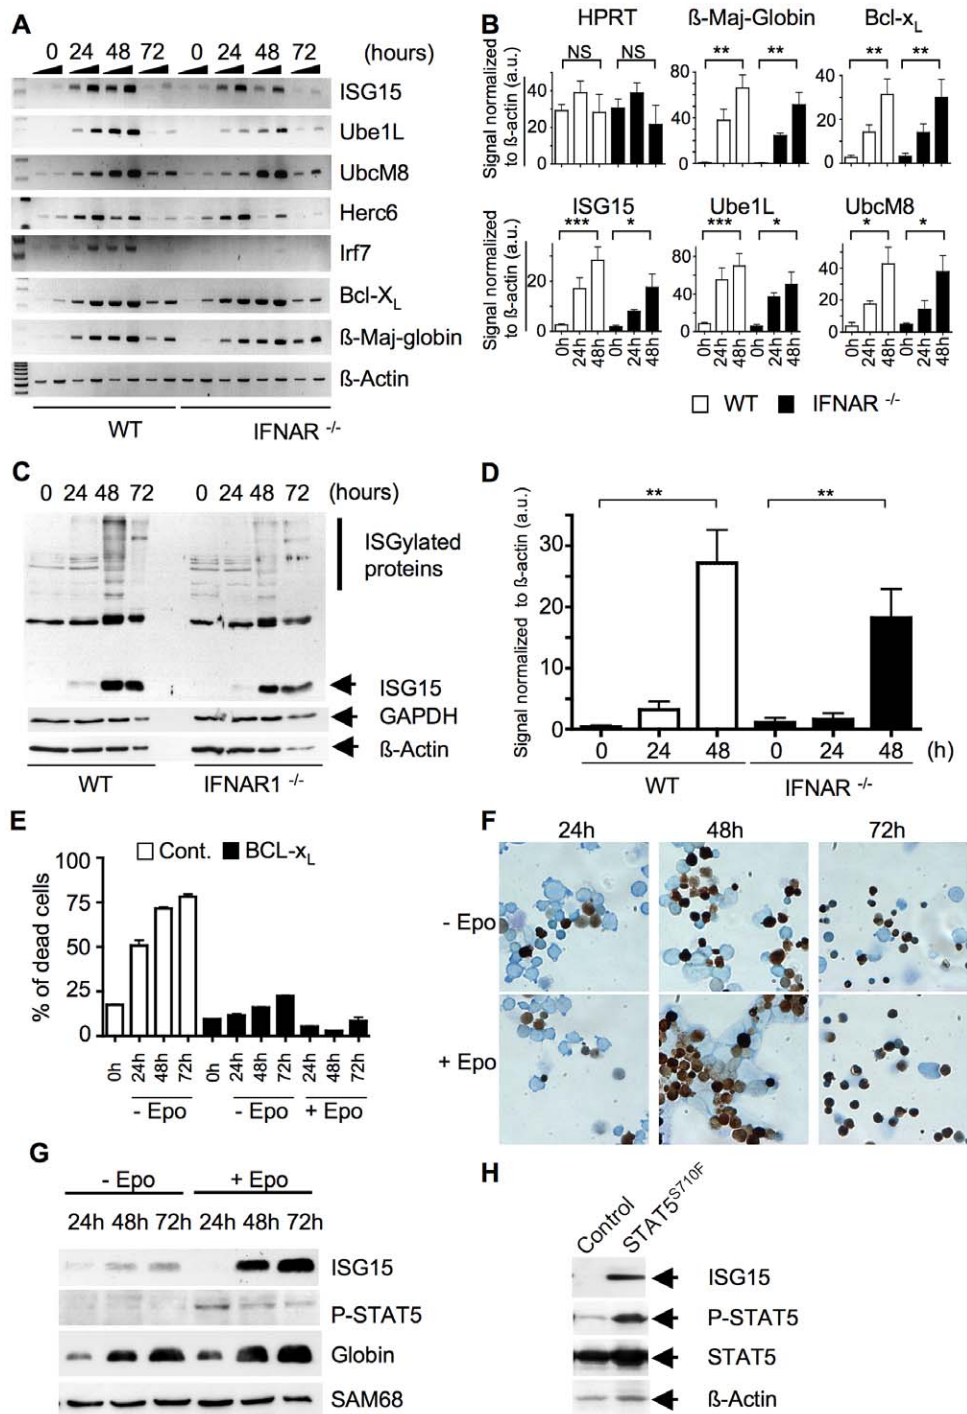 A
0 24 48 72 (hours)
ISG15
Ube1L
UbcM8
Herc6
Irf7
Bcl-XL
ß-Maj-globin
ß-Actin
WT IFNAR -/-
B
HPRT ß-Maj-Globin Bcl-xL
Signal normalized
to ß-actin (a.u.)
NS NS ** ** ** **
60
40
20
0
80
60
40
20
0
40
20
0
ISG15 Ube1L UbcM8
Signal normalized
to ß-actin (a.u.)
*** * *** * * *
40
20
0
120
80
40
0
60
40
20
0
0h 24h 48h 0h 24h 48h
0h 24h 48h 0h 24h 48h
0h 24h 48h 0h 24h 48h
WT IFNAR -/-
C
0 24 48 72 0 24 48 72 (hours)
ISGylated
proteins
ISG15
GAPDH
ß-Actin
WT IFNAR1 -/-
D
Signal normalized to ß-actin (a.u.)
** **
30
20
10
0
0 24 48 0 24 48 (h)
WT IFNAR -/-
E
% of dead cells
Cont. BCL-xL
100
75
50
25
0
0h 24h 48h 72h 0h 24h 48h 72h 24h 48h 72h
- Epo - Epo + Epo
F
24h 48h 72h
- Epo
+ Epo
G
- Epo + Epo
24h 48h 72h 24h 48h 72h
ISG15
P-STAT5
Globin
SAM68
H
Control STAT5S710F
ISG15
P-STAT5
STAT5
ß-Actin